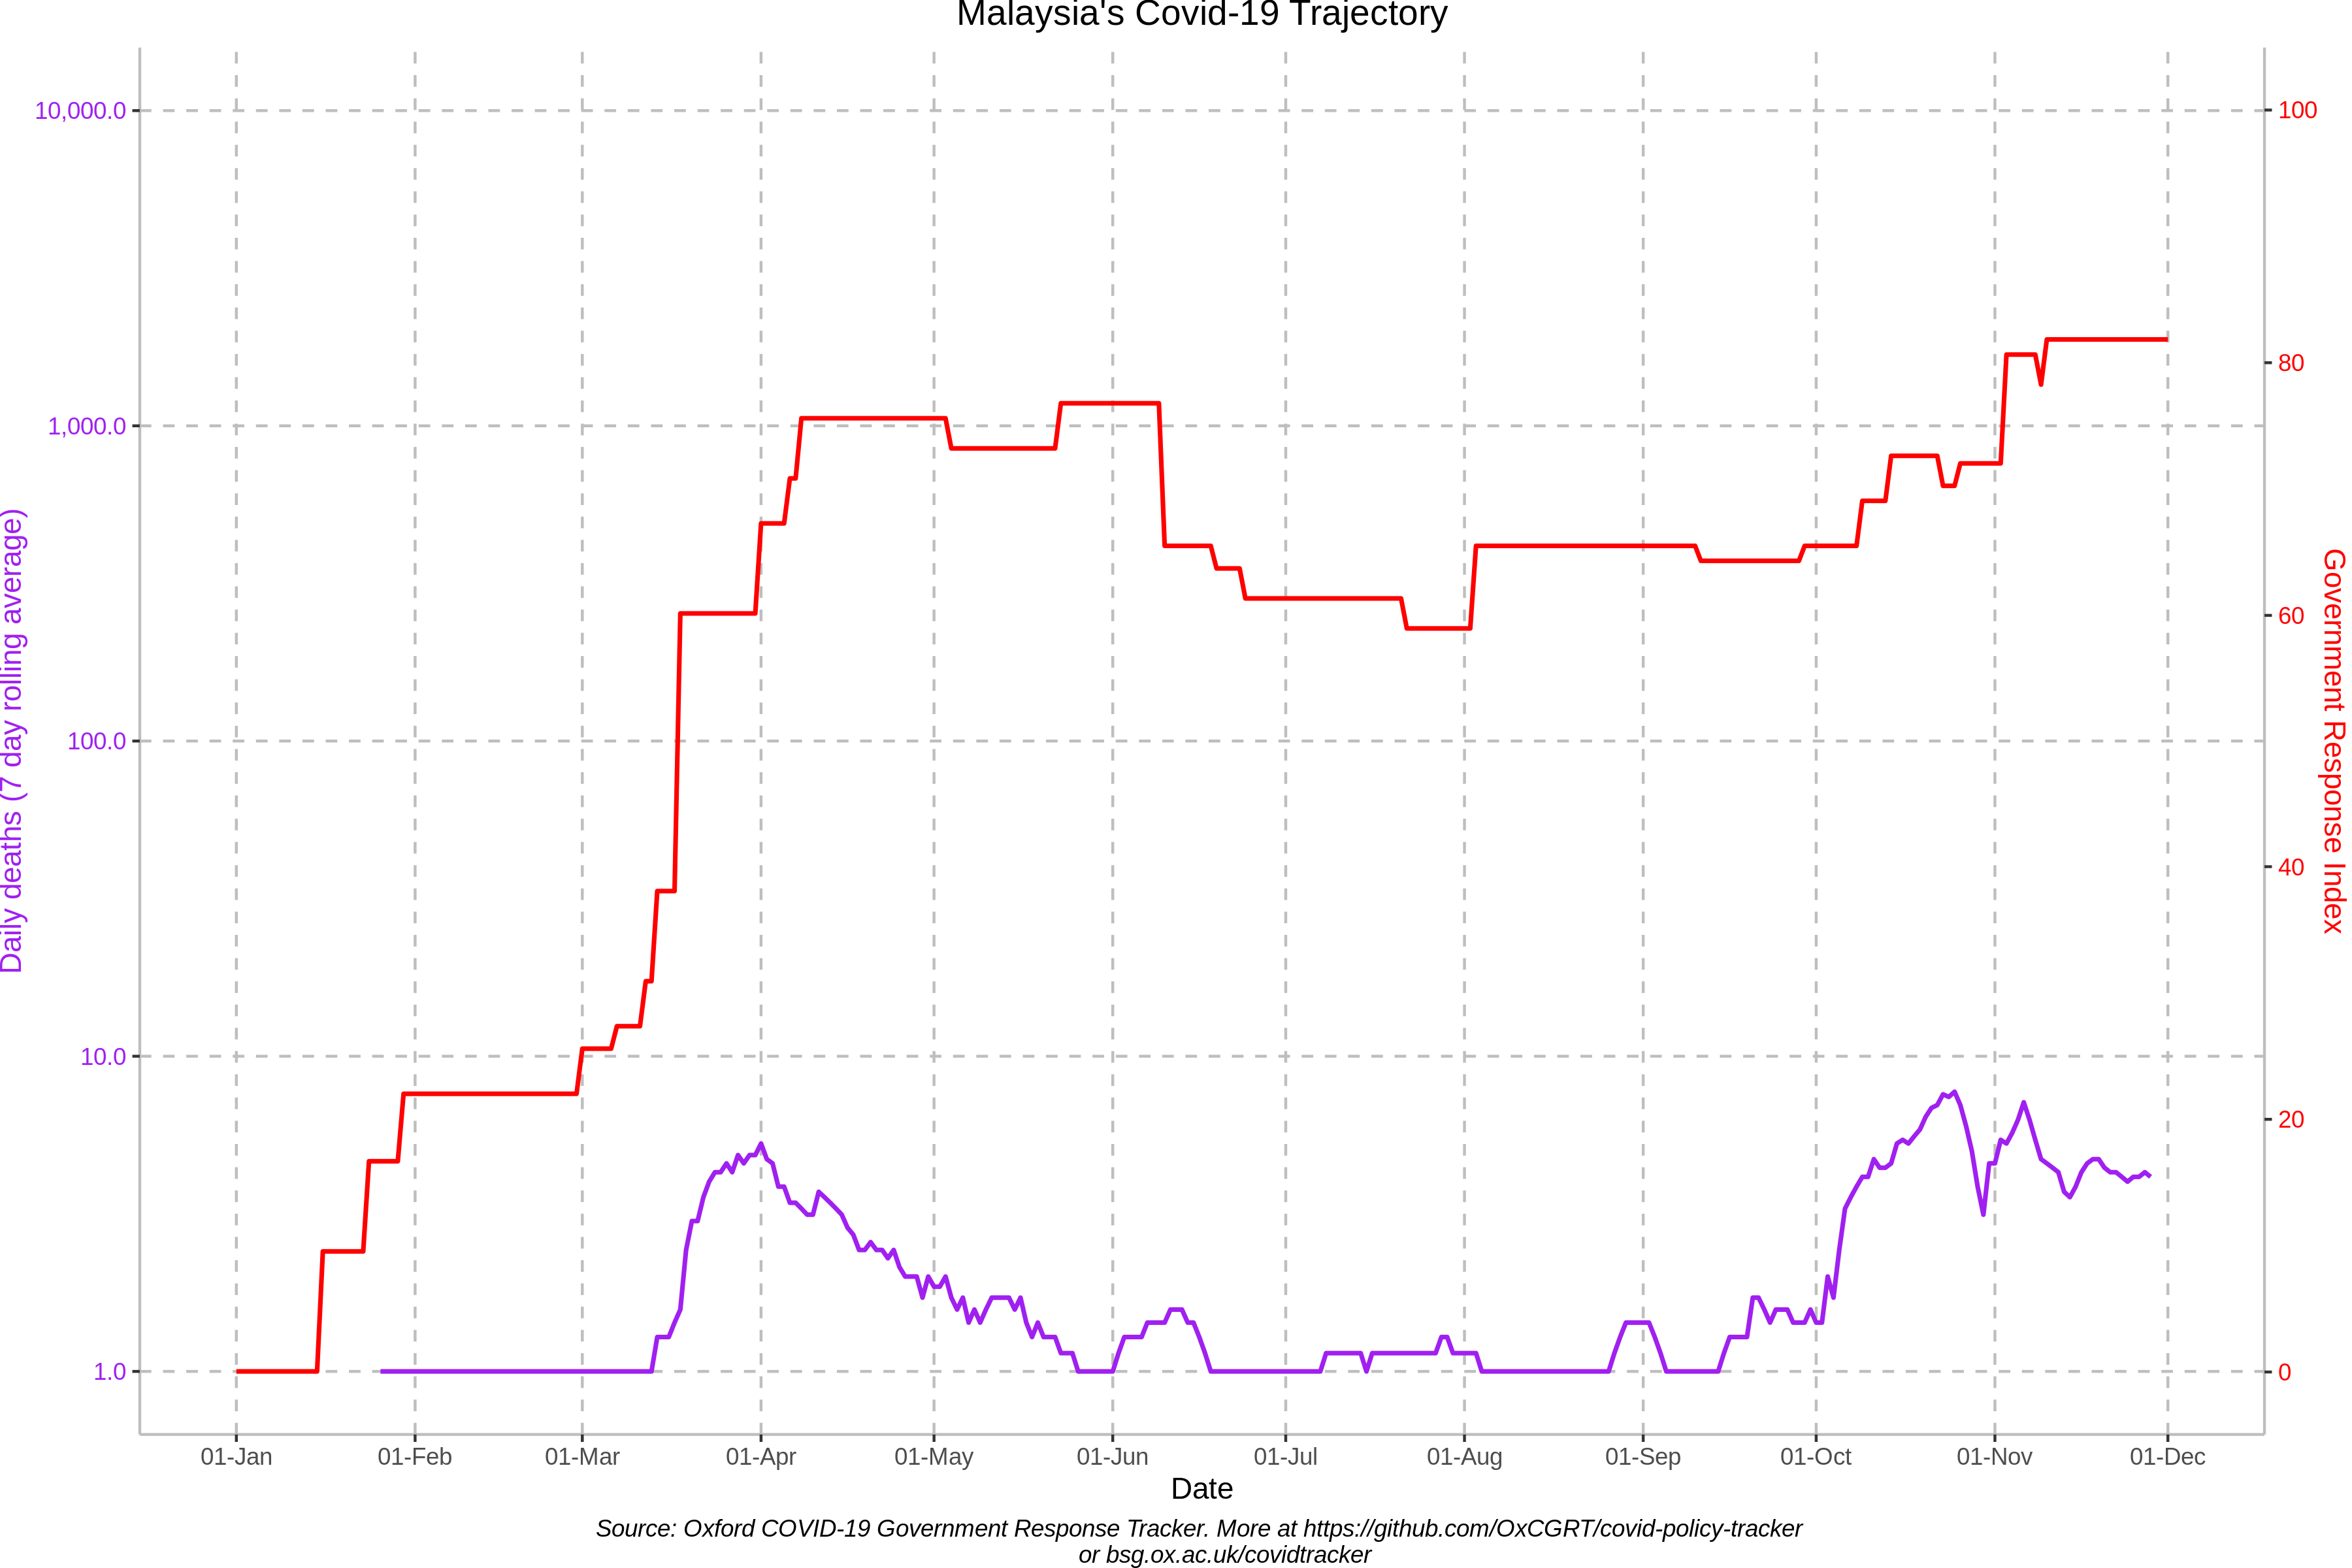 Malaysia's Covid-19 Trajectory
10,000.0
1,000.0
100.0
10.0
1.0
Daily deaths (7 day rolling average)
100
80
60
40
20
0
Government Response Index
01-Jan
01-Feb
01-Mar
01-Apr
01-May
01-Jun
01-Jul
01-Aug
01-Sep
01-Oct
01-Nov
01-Dec
Date
Source: Oxford COVID-19 Government Response Tracker. More at https://github.com/OxCGRT/covid-policy-tracker
or bsg.ox.ac.uk/covidtracker